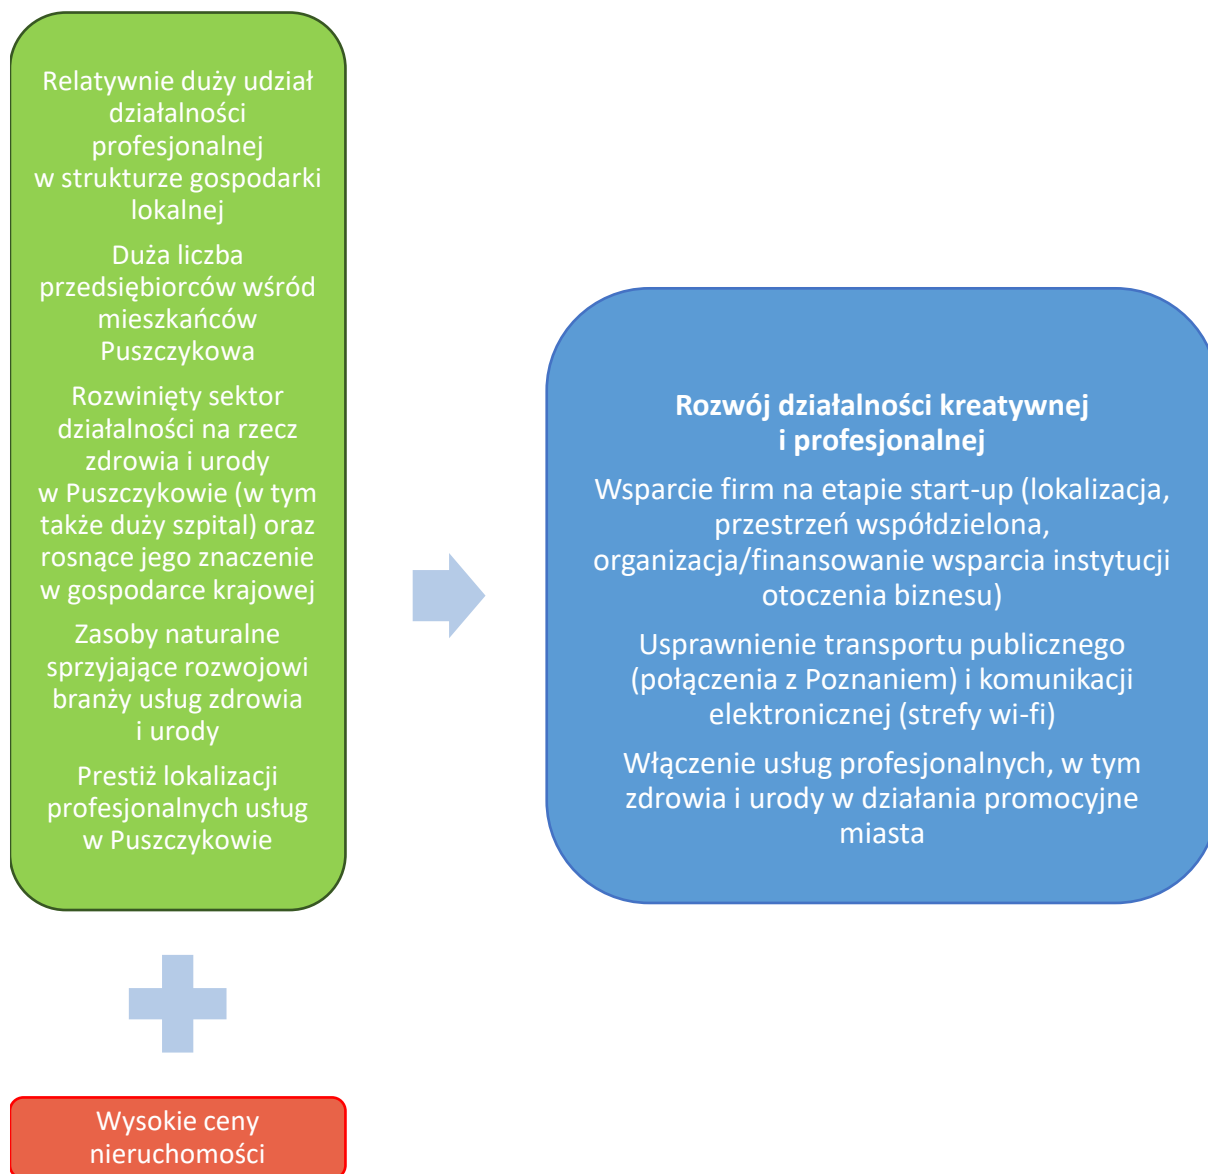 Relatywnie duży udział
działalności
profesjonalnej
w strukturze gospodarki
lokalnej
Duża liczba
przedsiębiorców wśród
mieszkańców
Puszczykowa
Rozwinięty sektor
działalności na rzecz
zdrowia i urody
w Puszczykowie (w tym
także duży szpital) oraz
rosnące jego znaczenie
w gospodarce krajowej
Zasoby naturalne
sprzyjające rozwojowi
branży usług zdrowia
i urody
Prestiż lokalizacji
profesjonalnych usług
w Puszczykowie
Wysokie ceny
nieruchomości
Rozwój działalności kreatywnej
i profesjonalnej
Wsparcie firm na etapie start-up (lokalizacja,
przestrzeń współdzielona,
organizacja/finansowanie wsparcia instytucji
otoczenia biznesu)
Usprawnienie transportu publicznego
(połączenia z Poznaniem) i komunikacji
elektronicznej (strefy wi-fi)
Włączenie usług profesjonalnych, w tym
zdrowia i urody w działania promocyjne
miasta